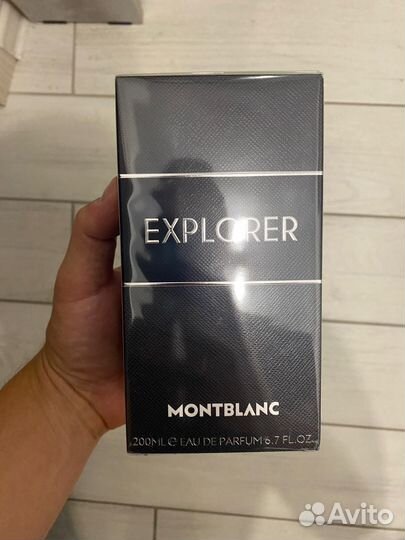 EXPLORER
MONTBLANC
200ML ℮ EAU DE PARFUM 6.7 FL.OZ.
Avito